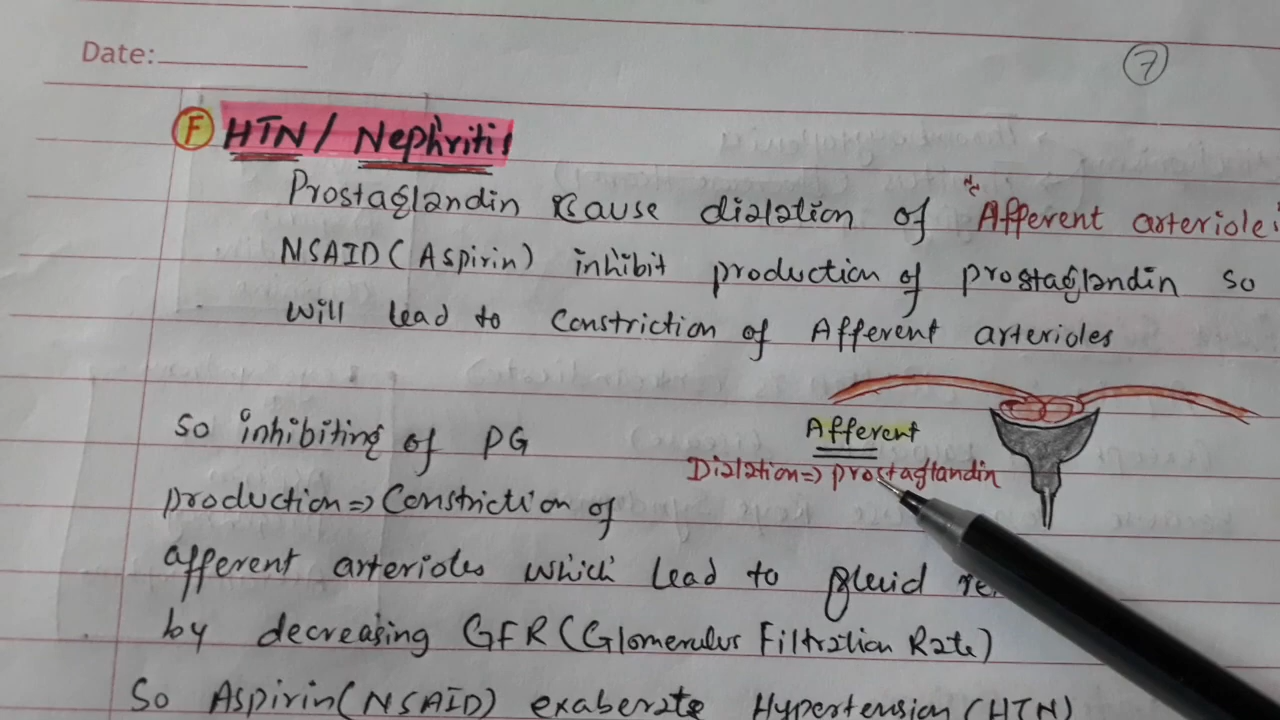 Date:
7
F HTN / Nephritis
Prostaglandin cause dialation of "Afferent arteriole"
NSAID (Aspirin) inhibit production of prostaglandin so
will lead to Constriction of Afferent arterioles
so inhibiting of PG
Afferent
Dialation => prostaglandin
production => Constriction of
afferent arterioles which lead to fluid
by decreasing GFR (Glomerulus Filtration Rate)
So Aspirin (NSAID) exaberate Hypertension (HTN)